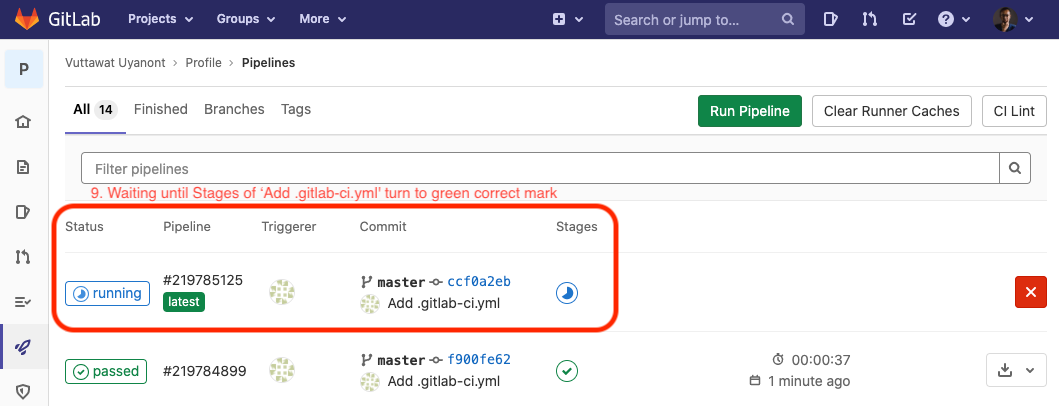 GitLab Projects Groups More Search or jump to...
P Vuttawat Uyanont > Profile > Pipelines
All 14 Finished Branches Tags Run Pipeline Clear Runner Caches CI Lint
Filter pipelines
9. Waiting until Stages of ‘Add .gitlab-ci.yml’ turn to green correct mark
Status Pipeline Triggerer Commit Stages
running #219785125 master ccf0a2eb
latest Add .gitlab-ci.yml
passed #219784899 master f900fe62 00:00:37
Add .gitlab-ci.yml 1 minute ago